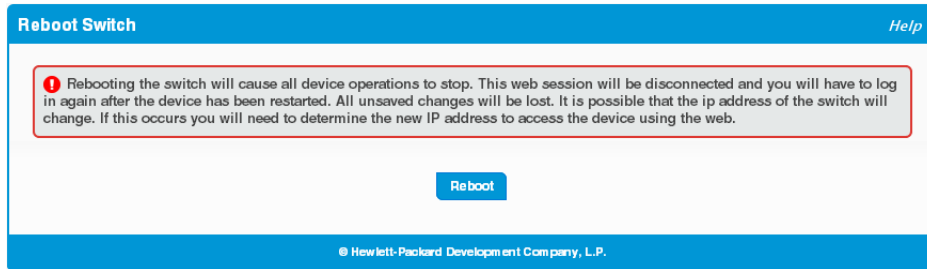 Reboot Switch
Help
Rebooting the switch will cause all device operations to stop. This web session will be disconnected and you will have to log
in again after the device has been restarted. All unsaved changes will be lost. It is possible that the ip address of the switch will
change. If this occurs you will need to determine the new IP address to access the device using the web.
Reboot
© Hewlett-Packard Development Company, L.P.